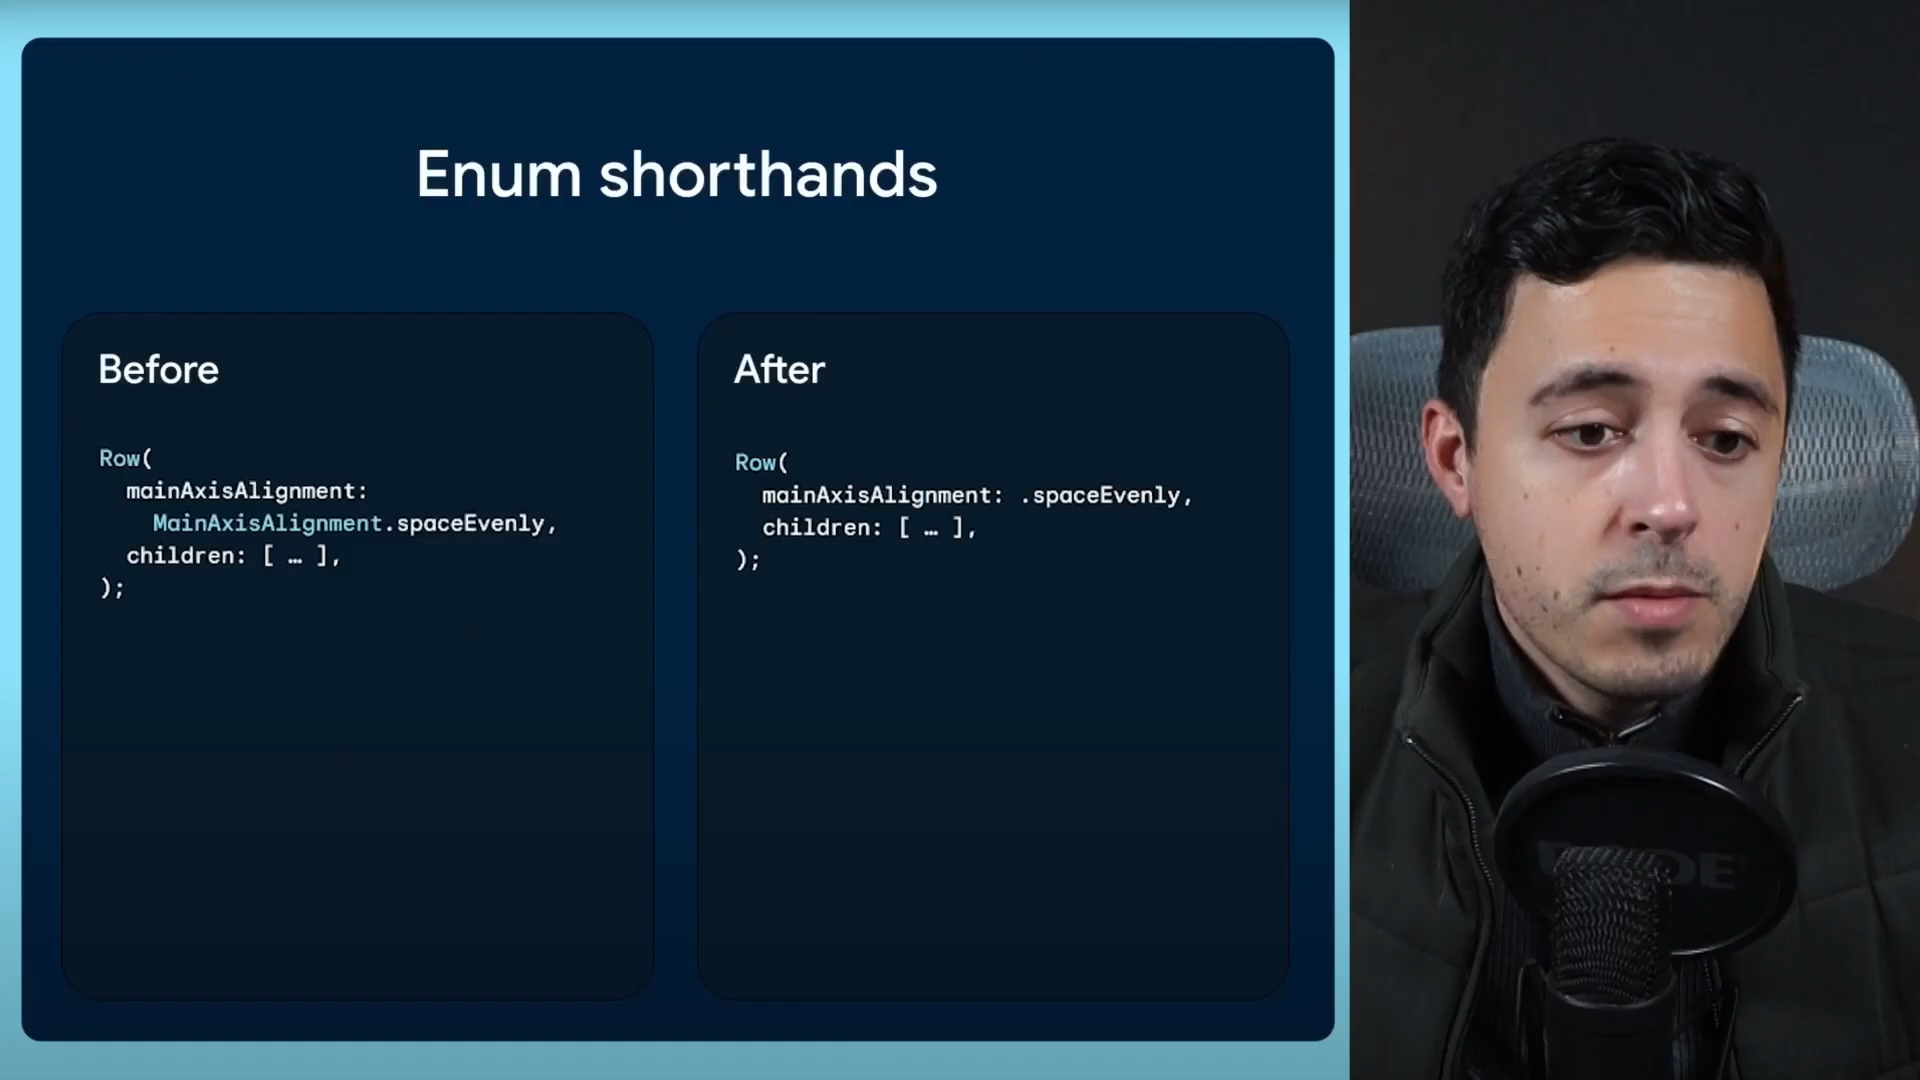 Enum shorthands
Before
Row(
  mainAxisAlignment:
    MainAxisAlignment.spaceEvenly,
  children: [ … ],
);
After
Row(
  mainAxisAlignment: .spaceEvenly,
  children: [ … ],
);